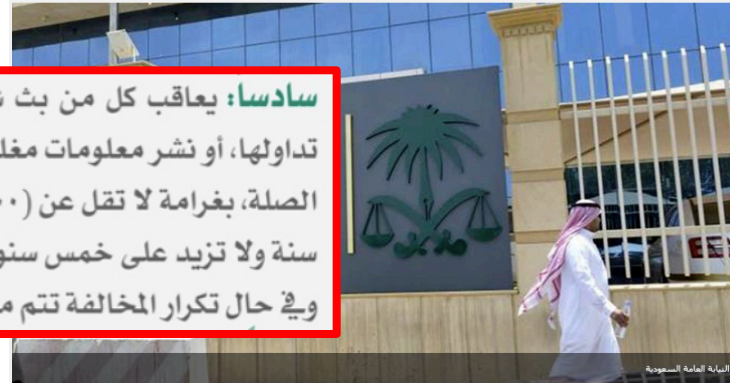 سادسا: يعاقب كل من بث
تداولها، أو نشر معلومات
الصلة، بغرامة لا تقل عن
سنة ولا تزيد على خمس
وفي حال تكرار المخالفة تتم
النيابة العامة السعودية